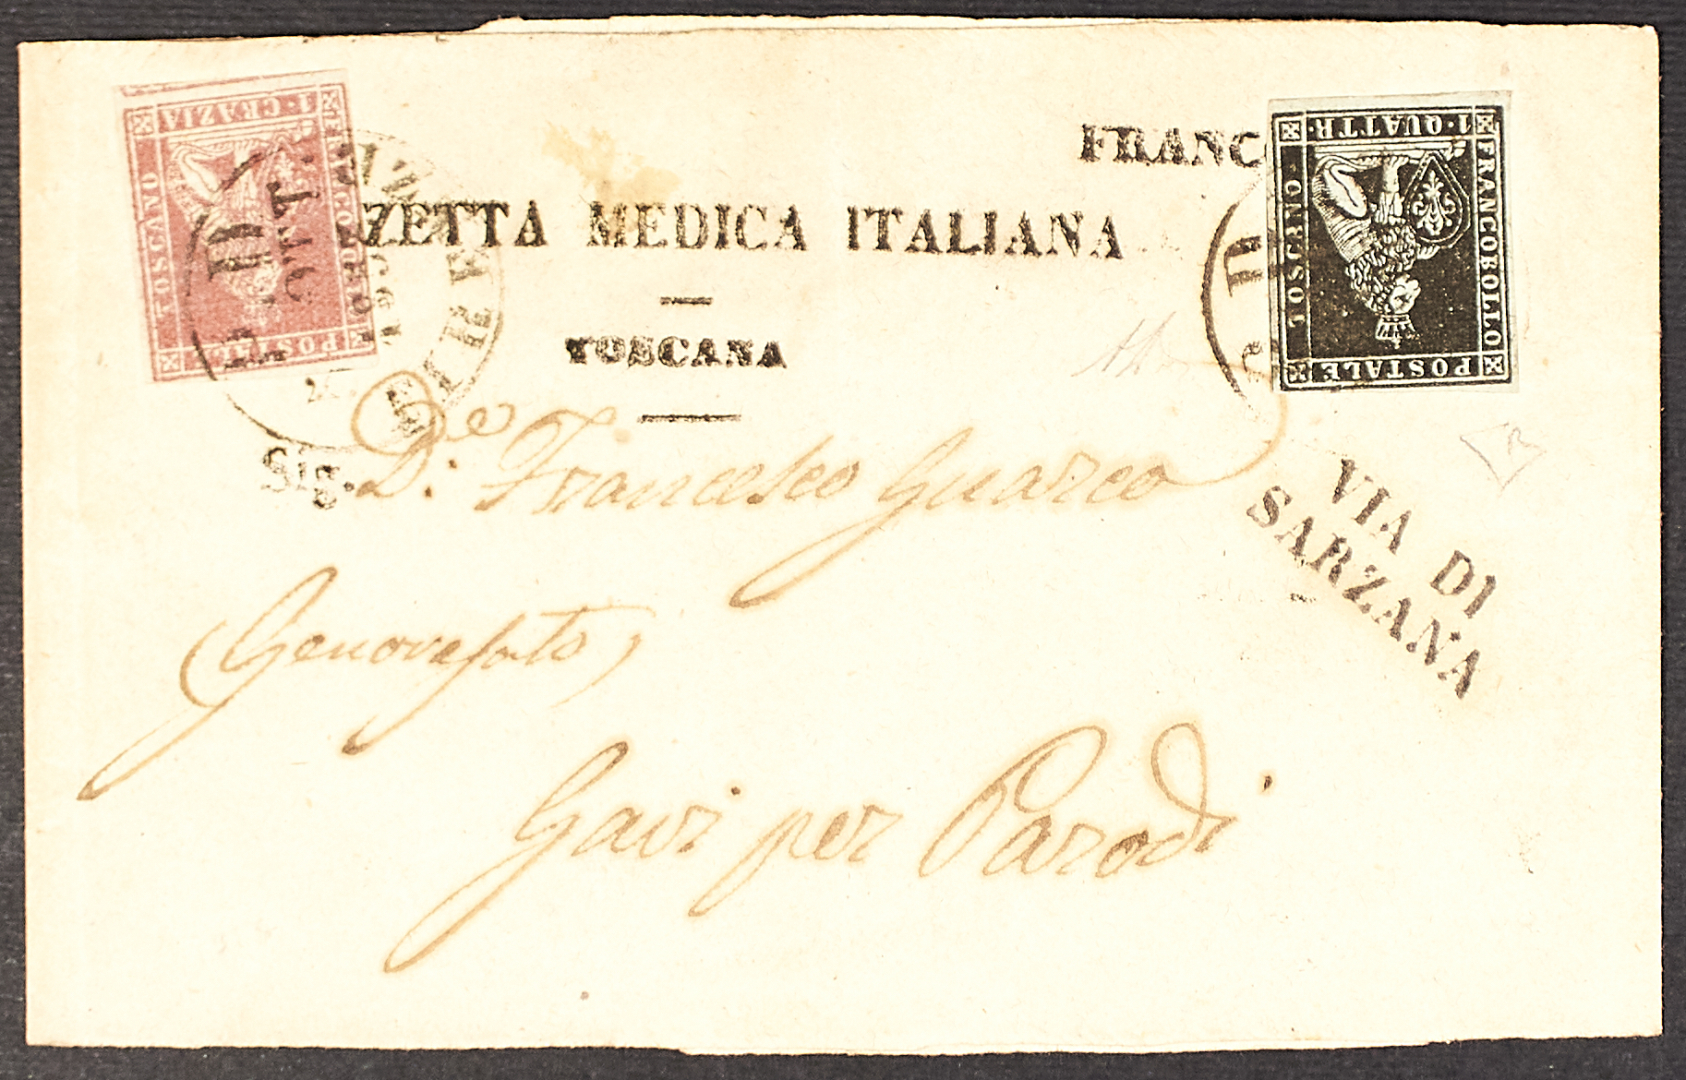 FRANC
ZETTA MEDICA ITALIANA
TOSCANA
Sig. De
D. Francesco Guarco
(Genovesato)
Gavi per Parodi
VIA DI
SARZANA
1·CRAZIA
FRANCOBOLLO
POSTALE
TOSCANO
1·QUATTR.
FRANCOBOLLO
POSTALE
TOSCANO
P D